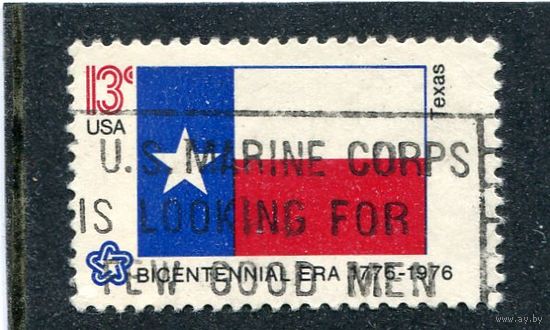 13c
USA
Texas
U.S. MARINE CORPS
IS LOOKING FOR
FEW GOOD MEN
BICENTENNIAL ERA 1776-1976
www.ay.by